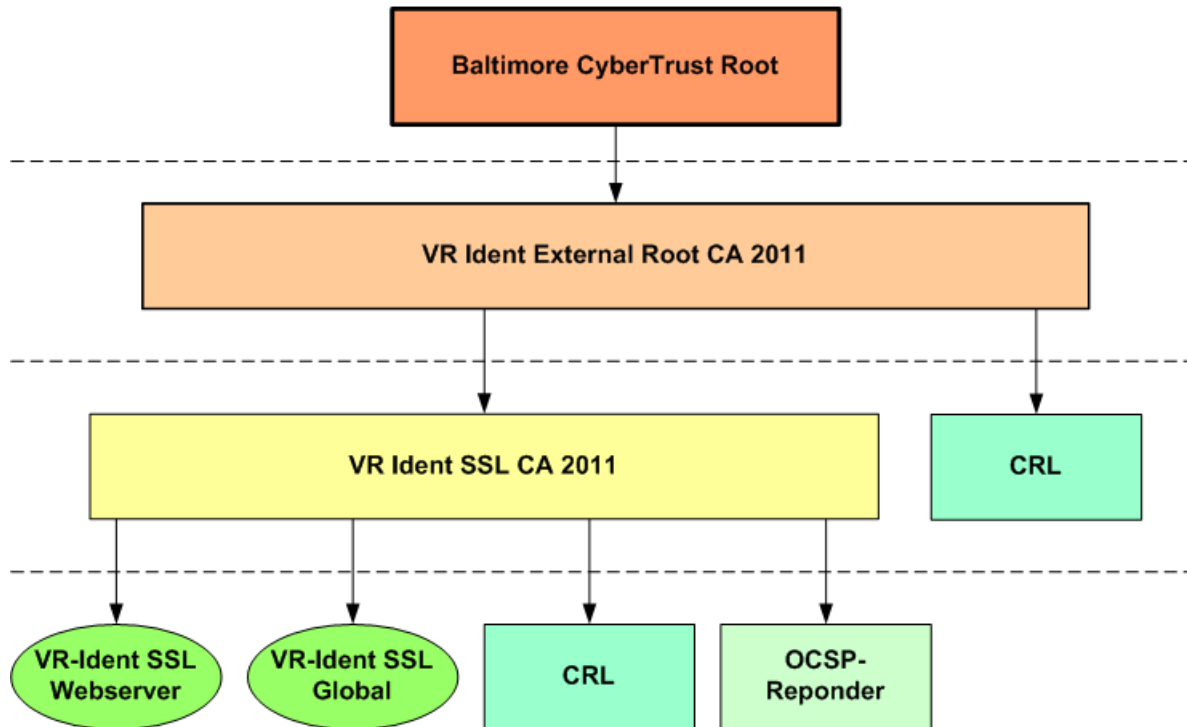 Baltimore CyberTrust Root
VR Ident External Root CA 2011
VR Ident SSL CA 2011
CRL
VR-Ident SSL
Webserver
VR-Ident SSL
Global
CRL
OCSP-
Reponder